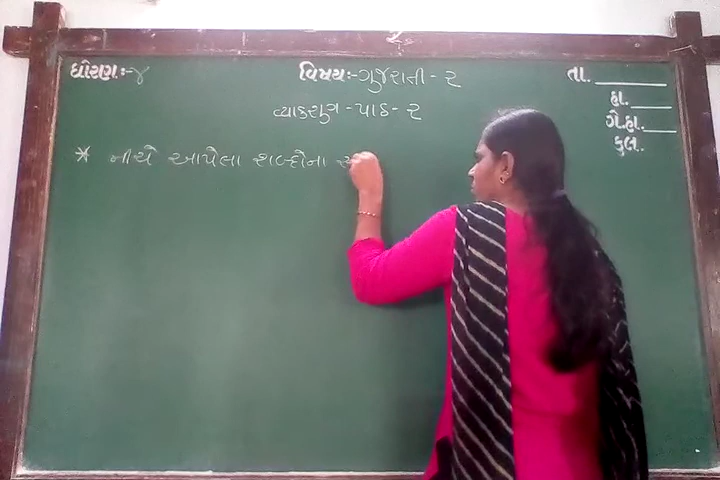 ધોરણ:-૪
વિષય:-ગુજરાતી - ૨
તા.
હા.
વ્યાકરણ - પાઠ - ૨
ગે.હા.
કુલ.
* નીચે આપેલા શબ્દોના